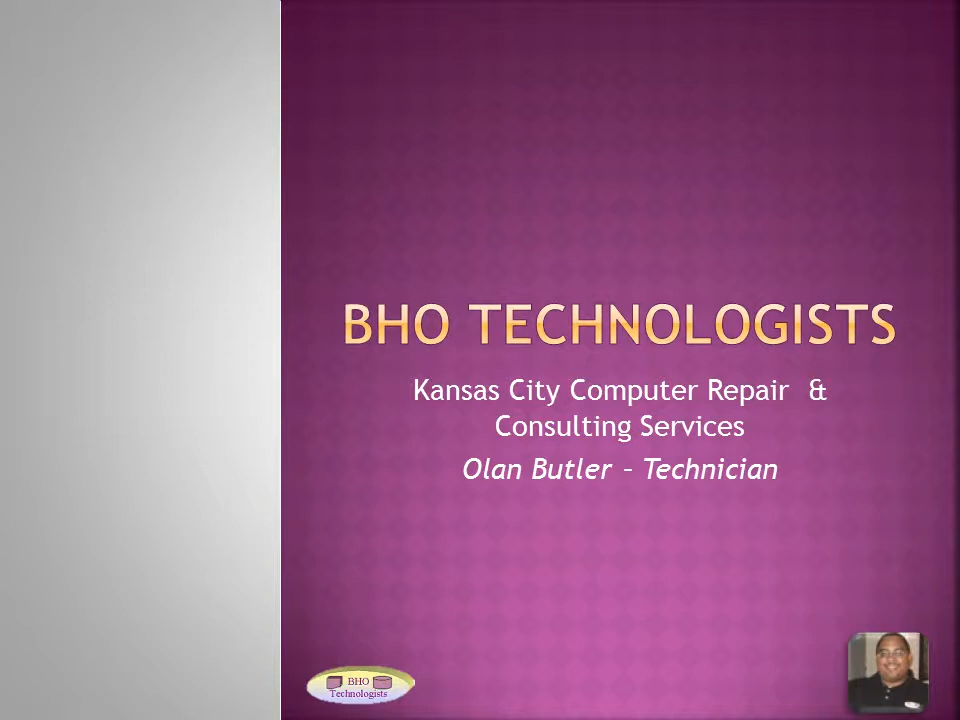 BHO TECHNOLOGISTS
Kansas City Computer Repair &
Consulting Services
Olan Butler – Technician
BHO
Technologists